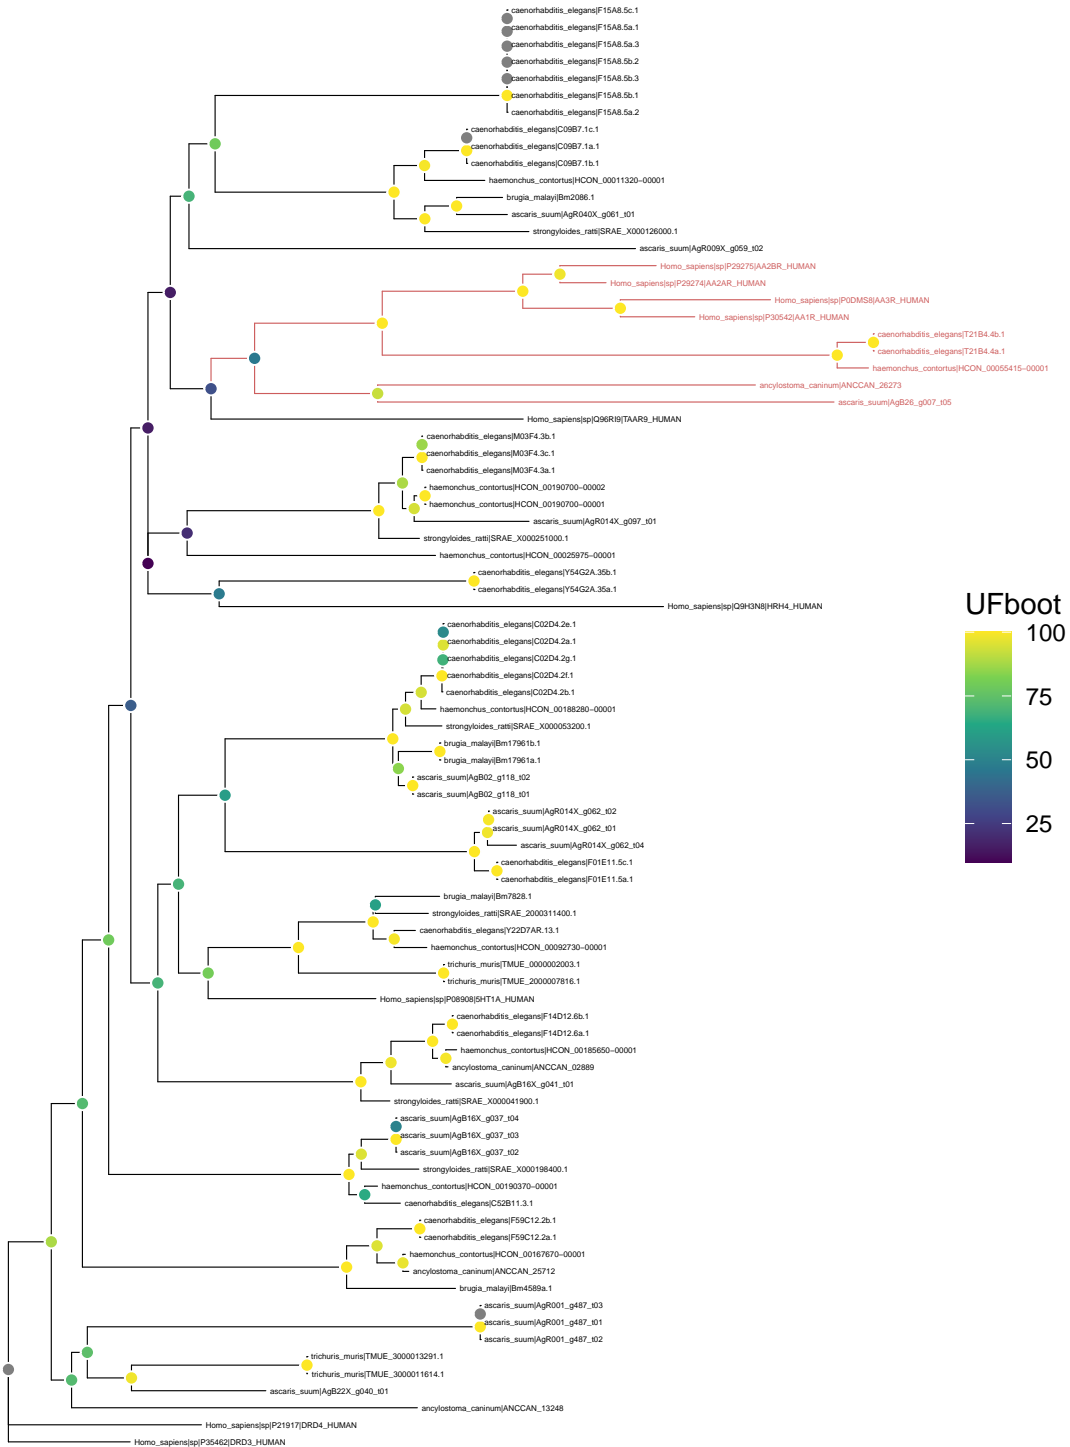 caenorhabditis_elegans|F15A8.5c.1
caenorhabditis_elegans|F15A8.5a.1
caenorhabditis_elegans|F15A8.5a.3
caenorhabditis_elegans|F15A8.5b.2
caenorhabditis_elegans|F15A8.5b.3
caenorhabditis_elegans|F15A8.5b.1
caenorhabditis_elegans|F15A8.5a.2
caenorhabditis_elegans|C09B7.1c.1
caenorhabditis_elegans|C09B7.1a.1
caenorhabditis_elegans|C09B7.1b.1
haemonchus_contortus|HCON_00011320-00001
brugia_malayi|Bm2086.1
ascaris_suum|AgR040X_g061_t01
strongyloides_ratti|SRAE_X000126000.1
ascaris_suum|AgR009X_g059_t02
Homo_sapiens|sp|P29275|AA2BR_HUMAN
Homo_sapiens|sp|P29274|AA2AR_HUMAN
Homo_sapiens|sp|P0DMS8|AA3R_HUMAN
Homo_sapiens|sp|P30542|AA1R_HUMAN
caenorhabditis_elegans|T21B4.4b.1
caenorhabditis_elegans|T21B4.4a.1
haemonchus_contortus|HCON_00055415-00001
ancylostoma_caninum|ANCCAN_26273
ascaris_suum|AgB26_g007_t05
Homo_sapiens|sp|Q96RI9|TAAR9_HUMAN
caenorhabditis_elegans|M03F4.3b.1
caenorhabditis_elegans|M03F4.3c.1
caenorhabditis_elegans|M03F4.3a.1
haemonchus_contortus|HCON_00190700-00002
haemonchus_contortus|HCON_00190700-00001
ascaris_suum|AgR014X_g097_t01
strongyloides_ratti|SRAE_X000251000.1
haemonchus_contortus|HCON_00025975-00001
caenorhabditis_elegans|Y54G2A.35b.1
caenorhabditis_elegans|Y54G2A.35a.1
Homo_sapiens|sp|Q9H3N8|HRH4_HUMAN
caenorhabditis_elegans|C02D4.2e.1
caenorhabditis_elegans|C02D4.2a.1
caenorhabditis_elegans|C02D4.2g.1
caenorhabditis_elegans|C02D4.2f.1
caenorhabditis_elegans|C02D4.2b.1
haemonchus_contortus|HCON_00188280-00001
strongyloides_ratti|SRAE_X000053200.1
brugia_malayi|Bm17961b.1
brugia_malayi|Bm17961a.1
ascaris_suum|AgB02_g118_t02
ascaris_suum|AgB02_g118_t01
ascaris_suum|AgR014X_g062_t02
ascaris_suum|AgR014X_g062_t01
ascaris_suum|AgR014X_g062_t04
caenorhabditis_elegans|F01E11.5c.1
caenorhabditis_elegans|F01E11.5a.1
brugia_malayi|Bm7828.1
strongyloides_ratti|SRAE_2000311400.1
caenorhabditis_elegans|Y22D7AR.13.1
haemonchus_contortus|HCON_00092730-00001
trichuris_muris|TMUE_0000002003.1
trichuris_muris|TMUE_2000007816.1
Homo_sapiens|sp|P08908|5HT1A_HUMAN
caenorhabditis_elegans|F14D12.6b.1
caenorhabditis_elegans|F14D12.6a.1
haemonchus_contortus|HCON_00185650-00001
ancylostoma_caninum|ANCCAN_02889
ascaris_suum|AgB16X_g041_t01
strongyloides_ratti|SRAE_X000041900.1
ascaris_suum|AgB16X_g037_t04
ascaris_suum|AgB16X_g037_t03
ascaris_suum|AgB16X_g037_t02
strongyloides_ratti|SRAE_X000198400.1
haemonchus_contortus|HCON_00190370-00001
caenorhabditis_elegans|C52B11.3.1
caenorhabditis_elegans|F59C12.2b.1
caenorhabditis_elegans|F59C12.2a.1
haemonchus_contortus|HCON_00167670-00001
ancylostoma_caninum|ANCCAN_25712
brugia_malayi|Bm4589a.1
ascaris_suum|AgR001_g487_t03
ascaris_suum|AgR001_g487_t01
ascaris_suum|AgR001_g487_t02
trichuris_muris|TMUE_3000013291.1
trichuris_muris|TMUE_3000011614.1
ascaris_suum|AgB22X_g040_t01
ancylostoma_caninum|ANCCAN_13248
Homo_sapiens|sp|P21917|DRD4_HUMAN
Homo_sapiens|sp|P35462|DRD3_HUMAN
UFboot
100
75
50
25